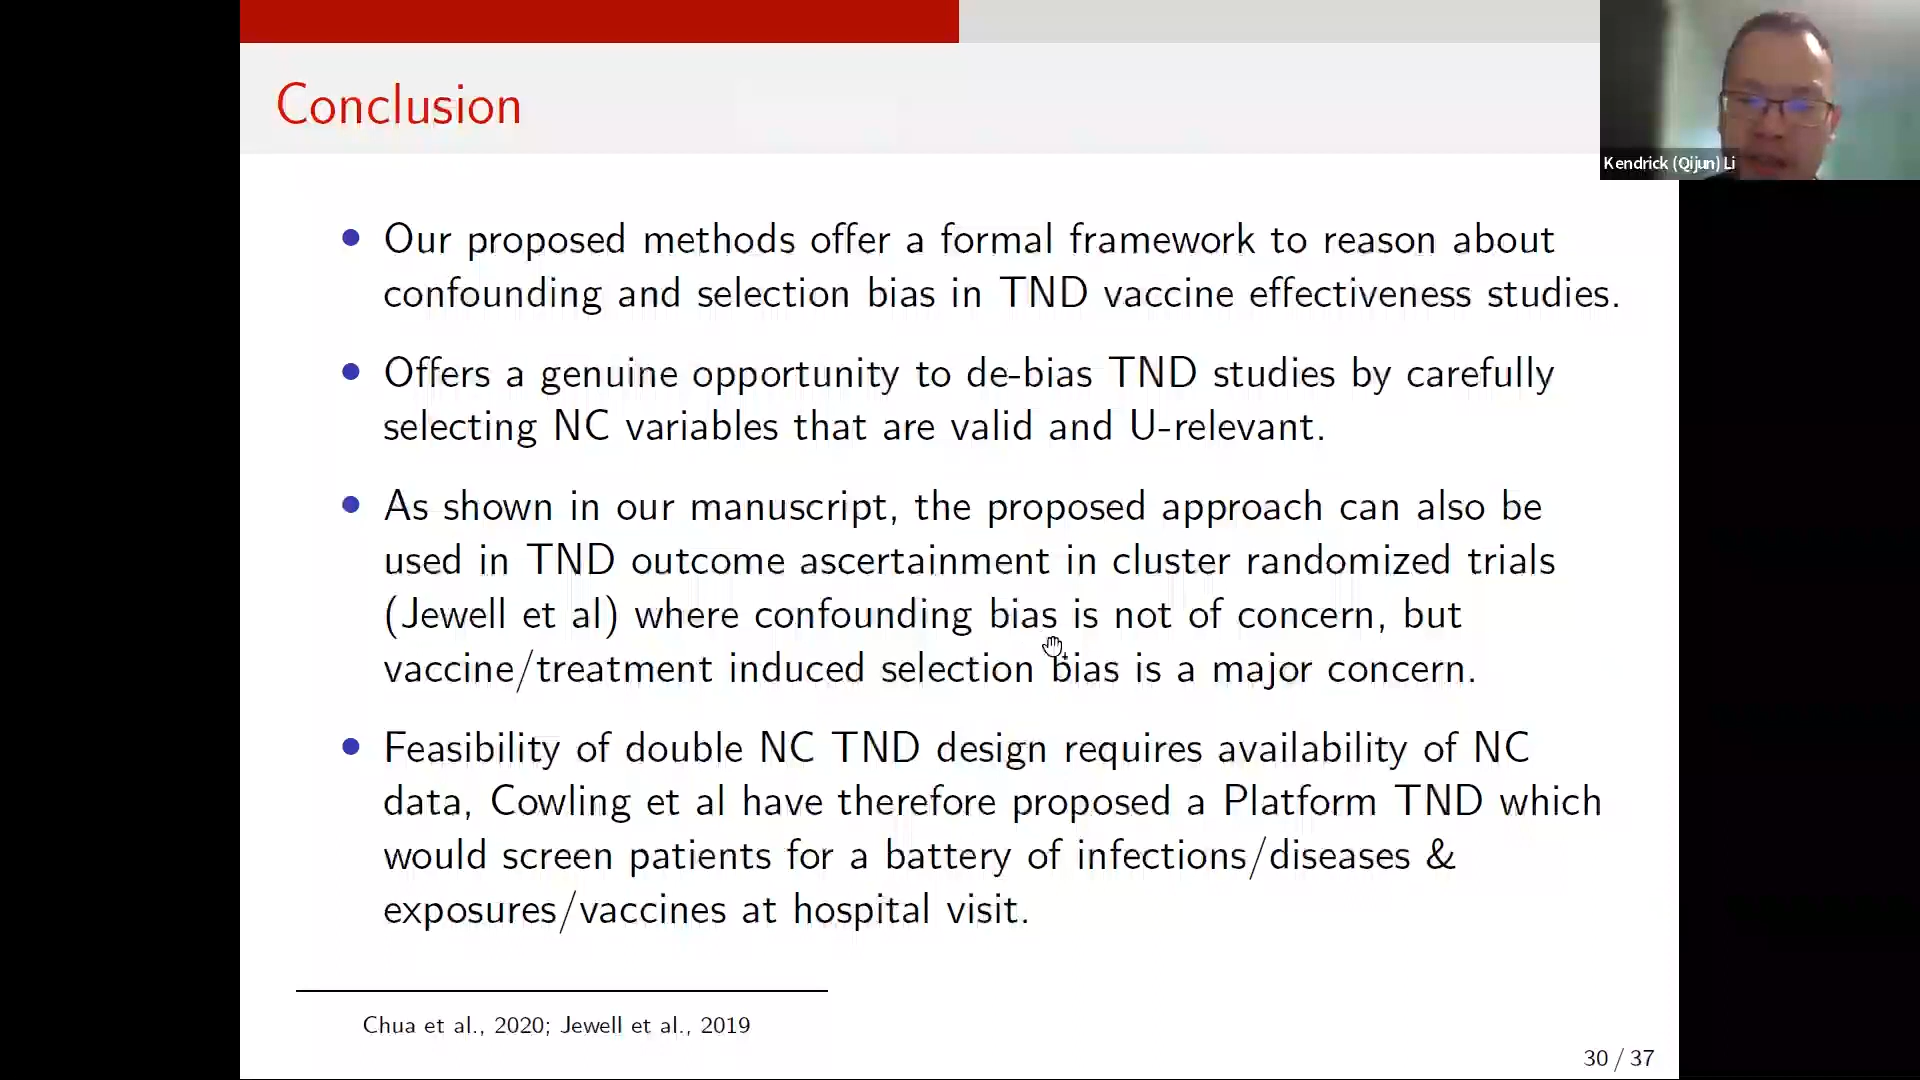 Conclusion
Kendrick (Qijun) Li
• Our proposed methods offer a formal framework to reason about
confounding and selection bias in TND vaccine effectiveness studies.
• Offers a genuine opportunity to de-bias TND studies by carefully
selecting NC variables that are valid and U-relevant.
• As shown in our manuscript, the proposed approach can also be
used in TND outcome ascertainment in cluster randomized trials
(Jewell et al) where confounding bias is not of concern, but
vaccine/treatment induced selection bias is a major concern.
• Feasibility of double NC TND design requires availability of NC
data, Cowling et al have therefore proposed a Platform TND which
would screen patients for a battery of infections/diseases &
exposures/vaccines at hospital visit.
Chua et al., 2020; Jewell et al., 2019
30 / 37